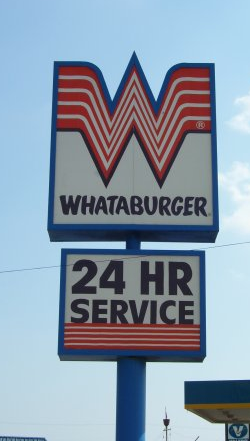 ®
WHATABURGER
24 HR
SERVICE
V